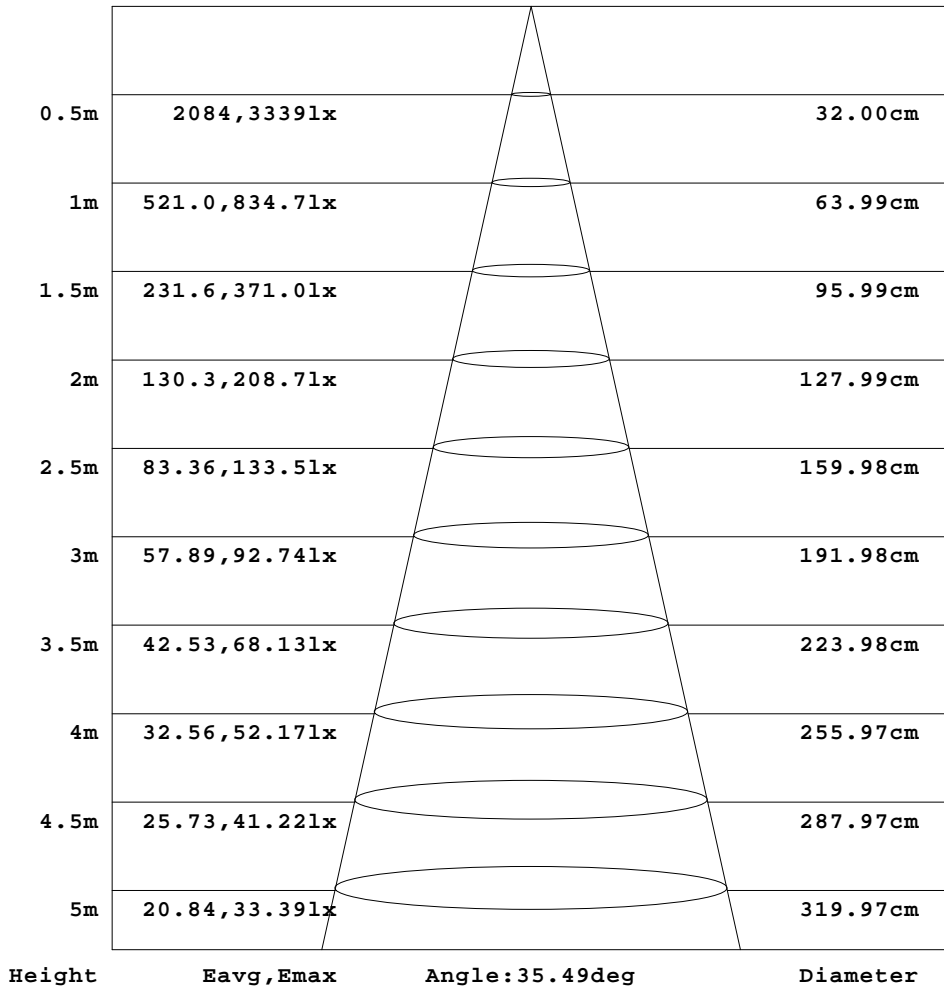 0.5m 2084,3339lx 32.00cm
1m 521.0,834.7lx 63.99cm
1.5m 231.6,371.0lx 95.99cm
2m 130.3,208.7lx 127.99cm
2.5m 83.36,133.5lx 159.98cm
3m 57.89,92.74lx 191.98cm
3.5m 42.53,68.13lx 223.98cm
4m 32.56,52.17lx 255.97cm
4.5m 25.73,41.22lx 287.97cm
5m 20.84,33.39lx 319.97cm
Height Eavg,Emax Angle:35.49deg Diameter